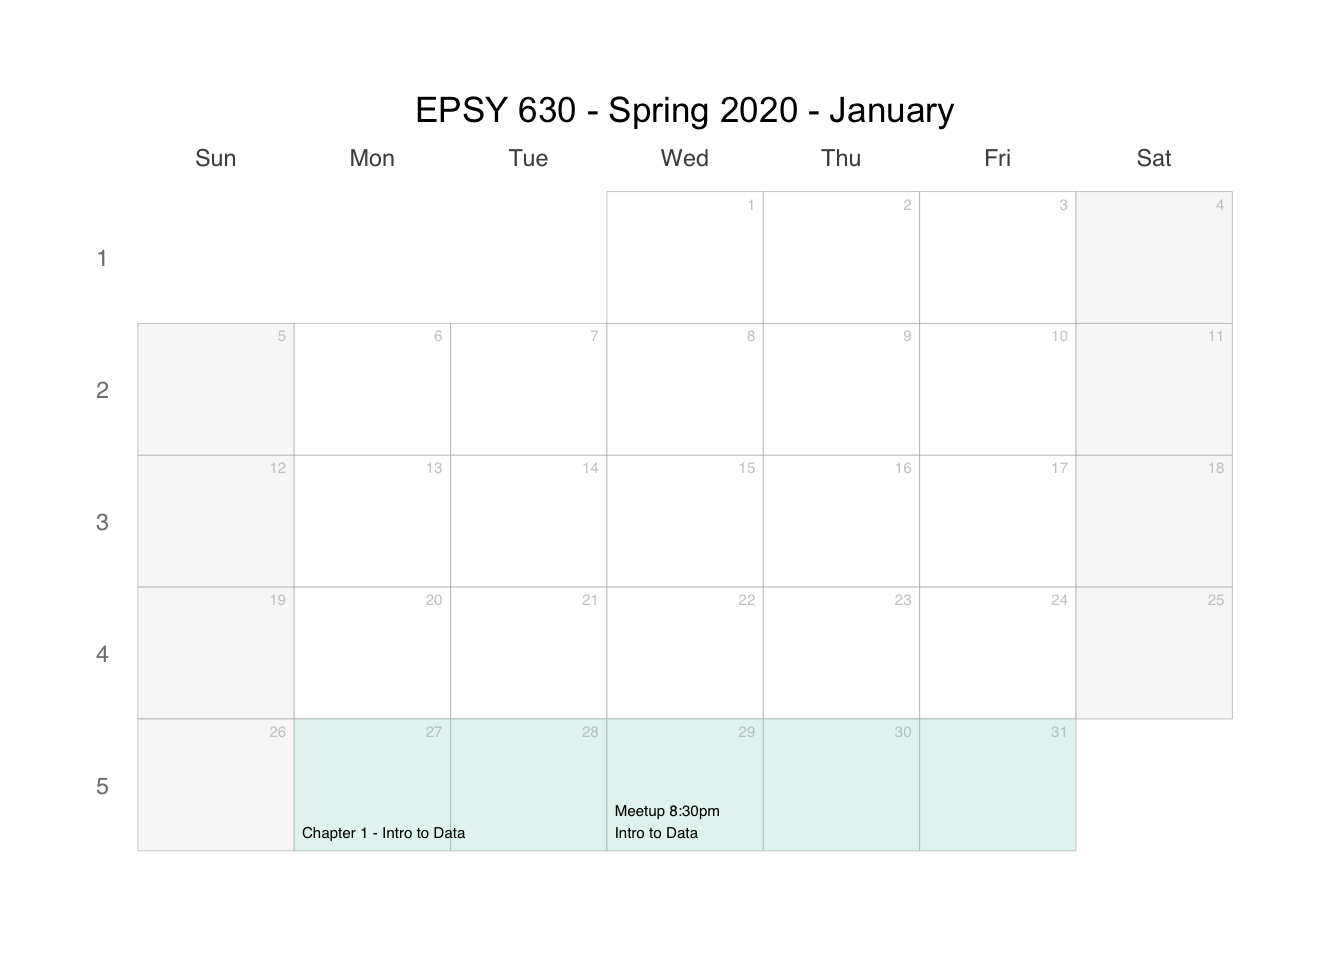 EPSY 630 - Spring 2020 - January
Sun Mon Tue Wed Thu Fri Sat
1 2 3 4
1
5 6 7 8 9 10 11
2
12 13 14 15 16 17 18
3
19 20 21 22 23 24 25
4
26 27 28 29 30 31
5
Meetup 8:30pm
Chapter 1 - Intro to Data Intro to Data